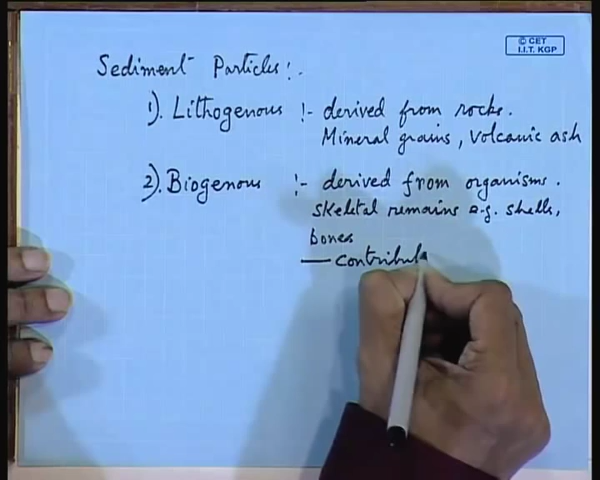 © CET
I.I.T. KGP
Sediment Particles :-
1). Lithogenous :- derived from rocks.
Mineral grains, Volcanic ash
2). Biogenous :- derived from organisms.
skeletal remains e.g. shells,
bones
— contribut